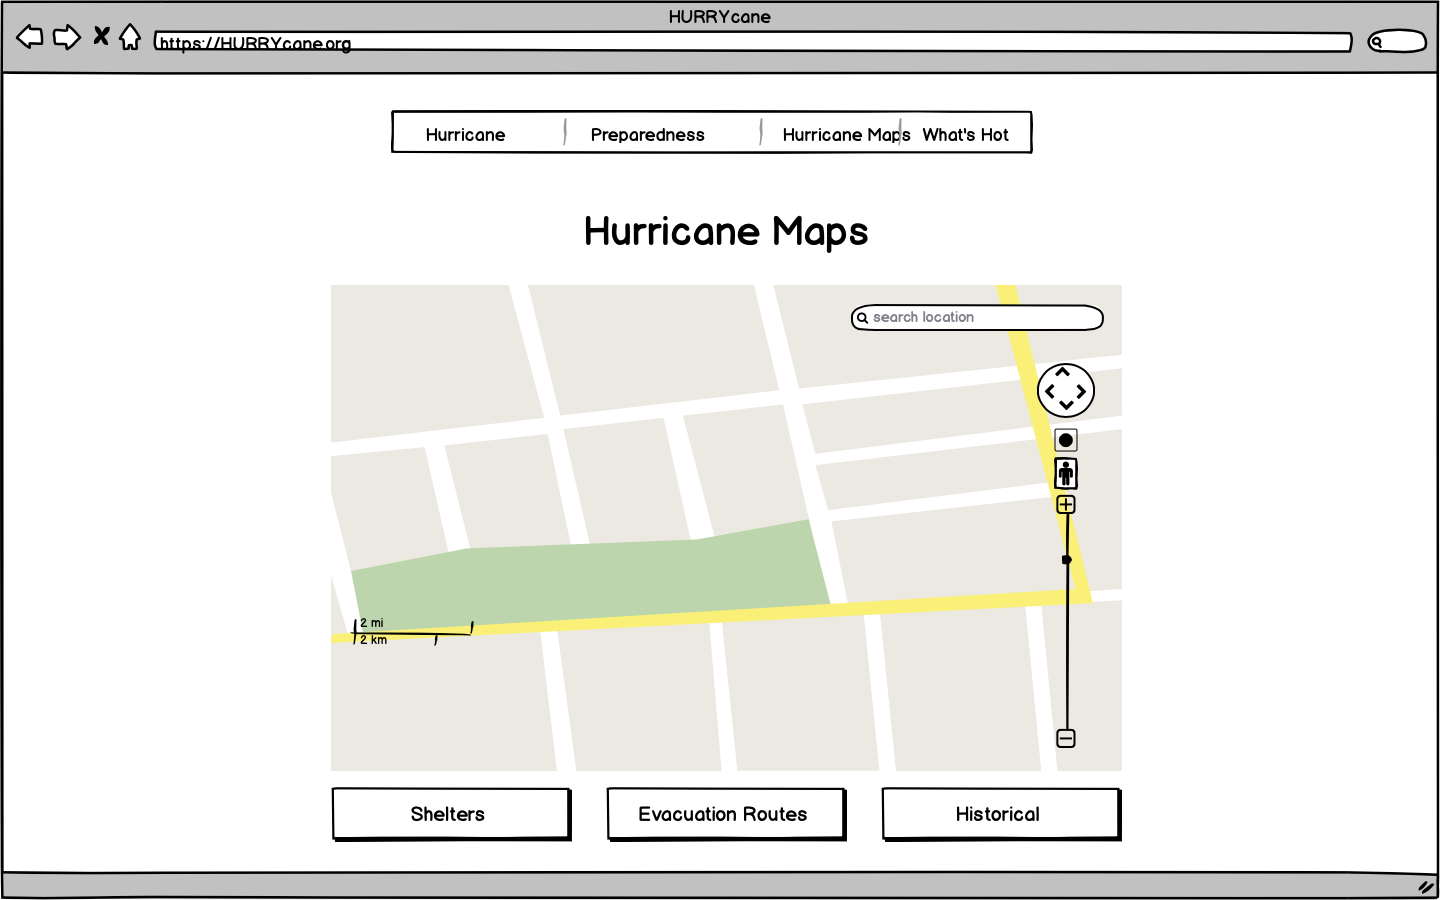 HURRYcane
https://HURRYcane.org
Hurricane Preparedness Hurricane Maps What's Hot
Hurricane Maps
search location
2 mi
2 km
Shelters Evacuation Routes Historical